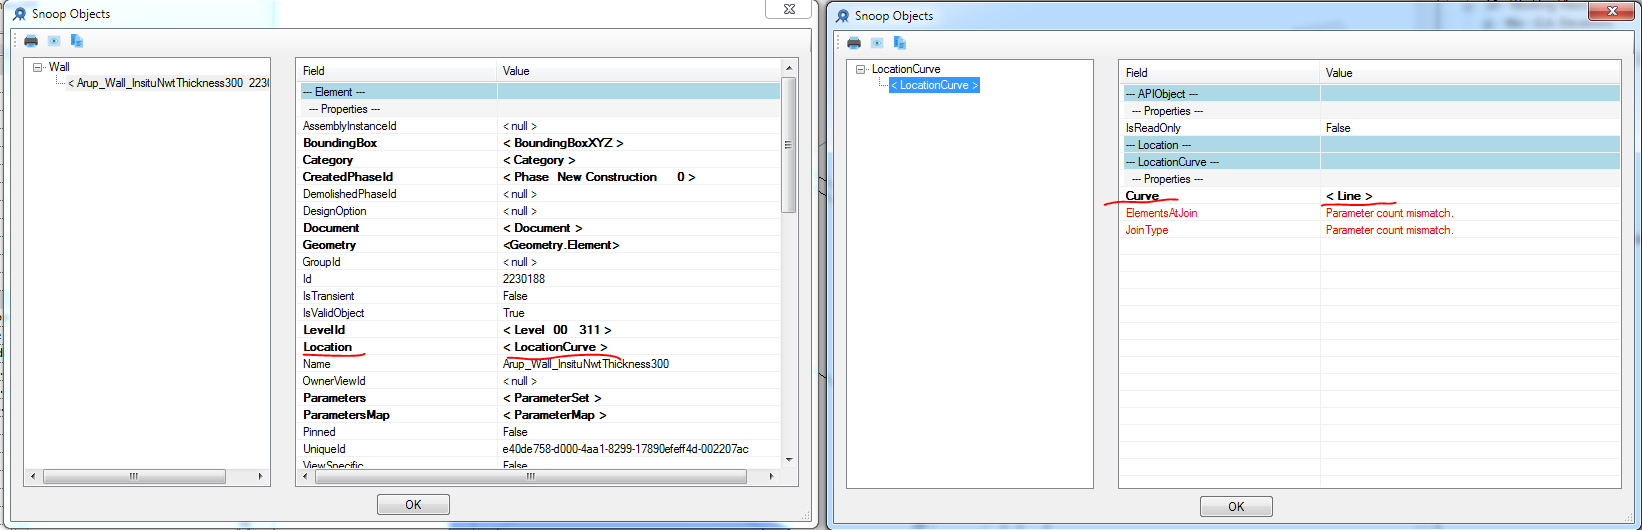 Snoop Objects
Wall
< Arup_Wall_InsituNwtThickness300 223
Field Value
--- Element ---
--- Properties ---
AssemblyInstanceId < null >
BoundingBox < BoundingBoxXYZ >
Category < Category >
CreatedPhaseId < Phase New Construction 0 >
DemolishedPhaseId < null >
DesignOption < null >
Document < Document >
Geometry <Geometry.Element>
GroupId < null >
Id 2230188
IsTransient False
IsValidObject True
LevelId < Level 00 311 >
Location < LocationCurve >
Name Arup_Wall_InsituNwtThickness300
OwnerViewId < null >
Parameters < ParameterSet >
ParametersMap < ParameterMap >
Pinned False
UniqueId e40de758-d000-4aa1-8299-17890efeff4d-002207ac
ViewSpecific False
OK
Snoop Objects
LocationCurve
< LocationCurve >
Field Value
--- APIObject ---
--- Properties ---
IsReadOnly False
--- Location ---
--- LocationCurve ---
--- Properties ---
Curve < Line >
ElementsAtJoin Parameter count mismatch.
JoinType Parameter count mismatch.
OK